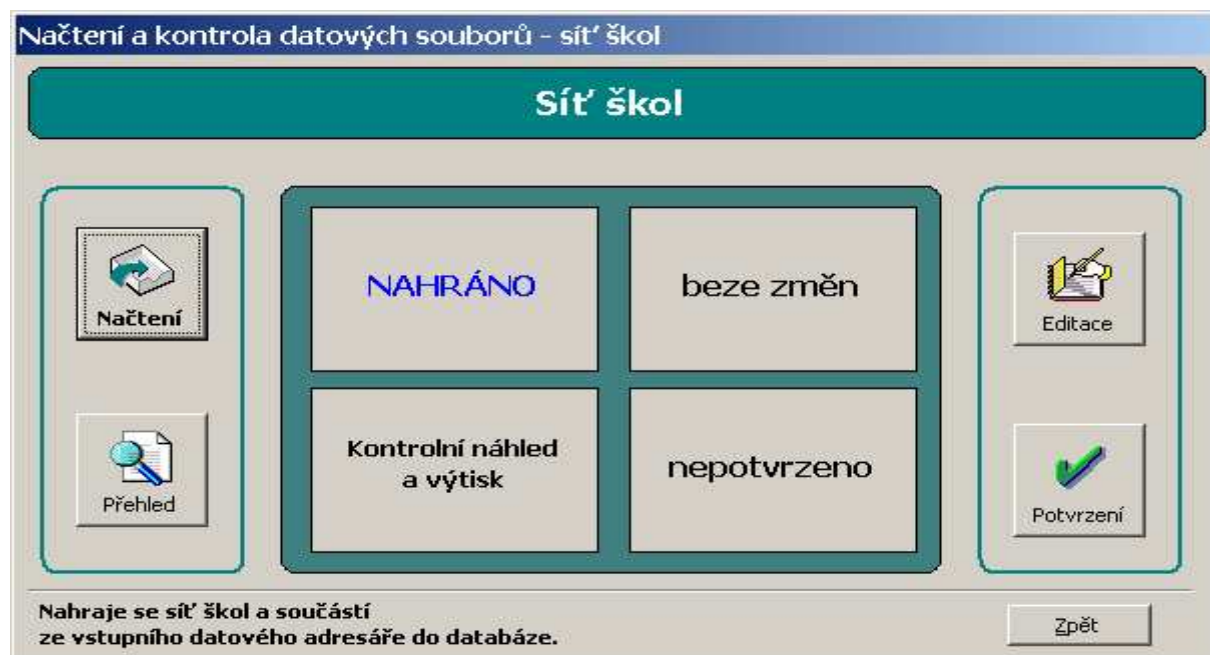 Načtení a kontrola datových souborů - síť škol
Síť škol
Načtení
NAHRÁNO
beze změn
Editace
Přehled
Kontrolní náhled
a výtisk
nepotvrzeno
Potvrzení
Nahraje se síť škol a součástí
ze vstupního datového adresáře do databáze.
Zpět